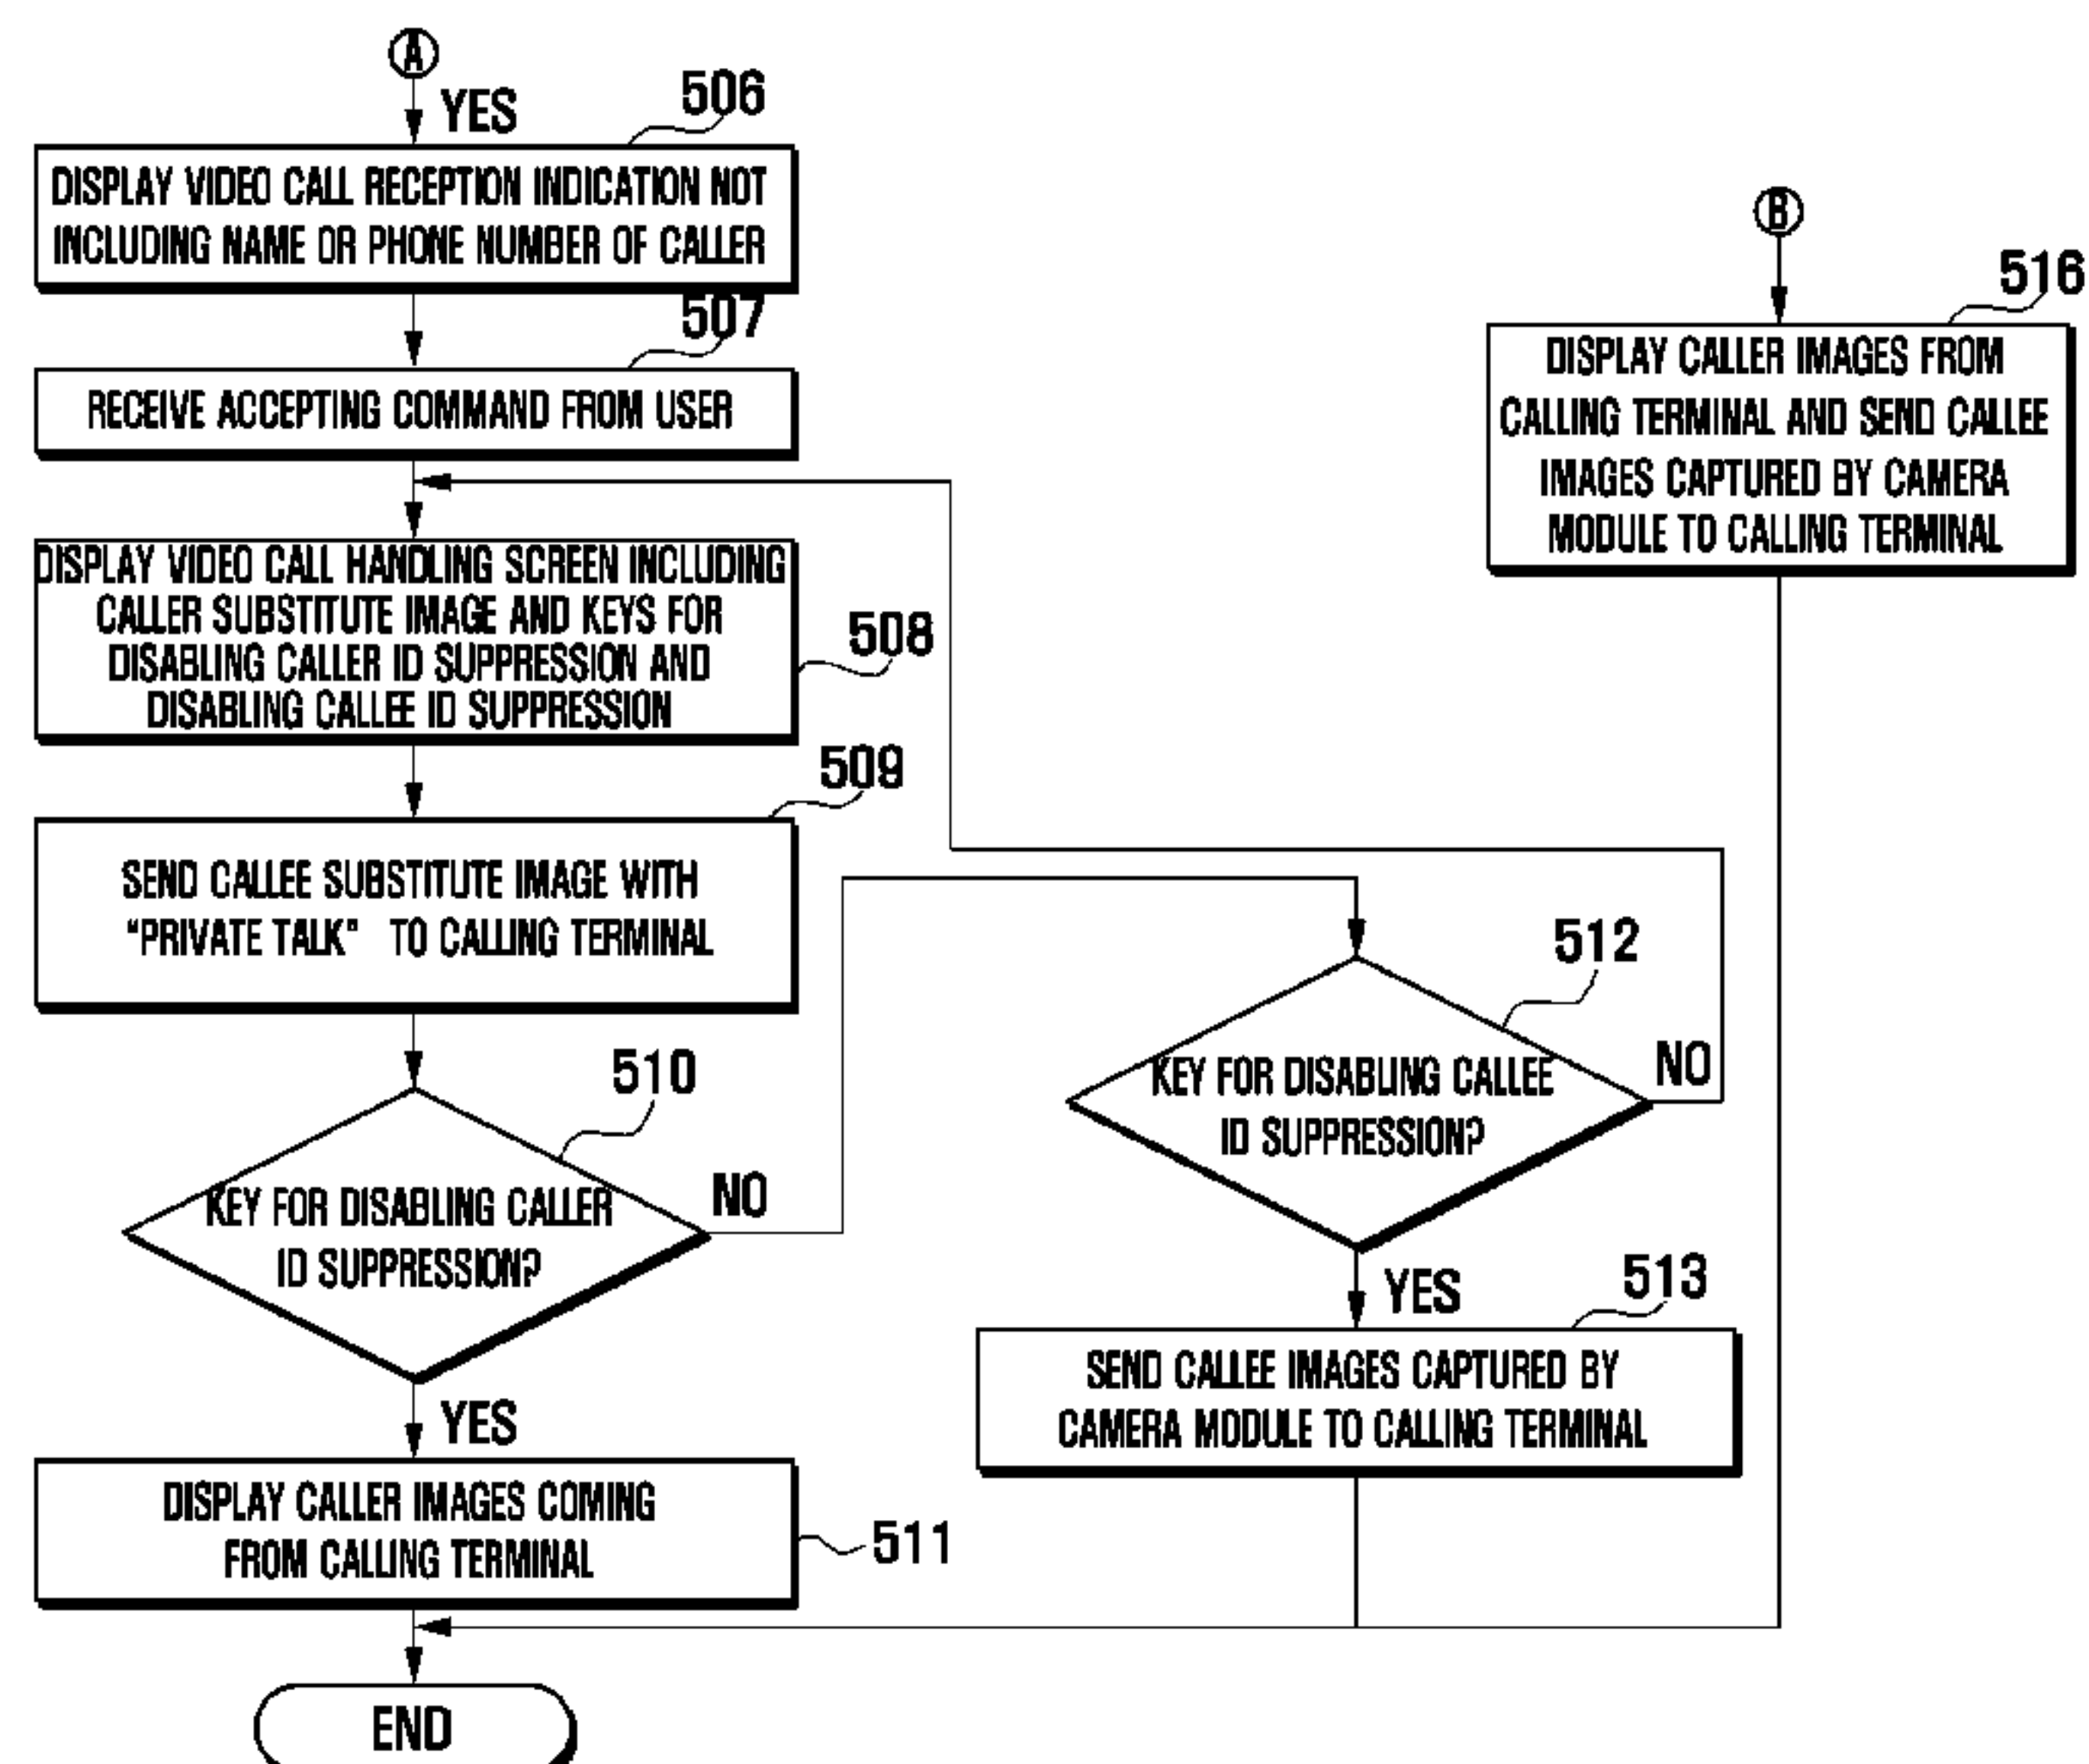 A
YES
506
DISPLAY VIDEO CALL RECEPTION INDICATION NOT
INCLUDING NAME OR PHONE NUMBER OF CALLER
507
RECEIVE ACCEPTING COMMAND FROM USER
DISPLAY VIDEO CALL HANDLING SCREEN INCLUDING
CALLER SUBSTITUTE IMAGE AND KEYS FOR
DISABLING CALLER ID SUPPRESSION AND
DISABLING CALLEE ID SUPPRESSION
508
509
SEND CALLEE SUBSTITUTE IMAGE WITH
"PRIVATE TALK" TO CALLING TERMINAL
510
KEY FOR DISABLING CALLER
ID SUPPRESSION?
NO
YES
DISPLAY CALLER IMAGES COMING
FROM CALLING TERMINAL
511
END
512
KEY FOR DISABLING CALLEE
ID SUPPRESSION?
NO
YES
513
SEND CALLEE IMAGES CAPTURED BY
CAMERA MODULE TO CALLING TERMINAL
B
516
DISPLAY CALLER IMAGES FROM
CALLING TERMINAL AND SEND CALLEE
IMAGES CAPTURED BY CAMERA
MODULE TO CALLING TERMINAL